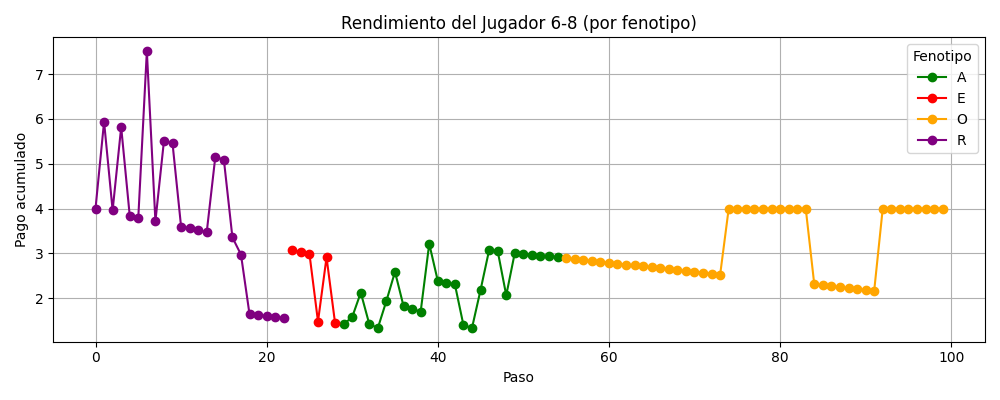 Rendimiento del Jugador 6-8 (por fenotipo)
Fenotipo
A
E
O
R
Pago acumulado
7
6
5
4
3
2
0 20 40 60 80 100
Paso